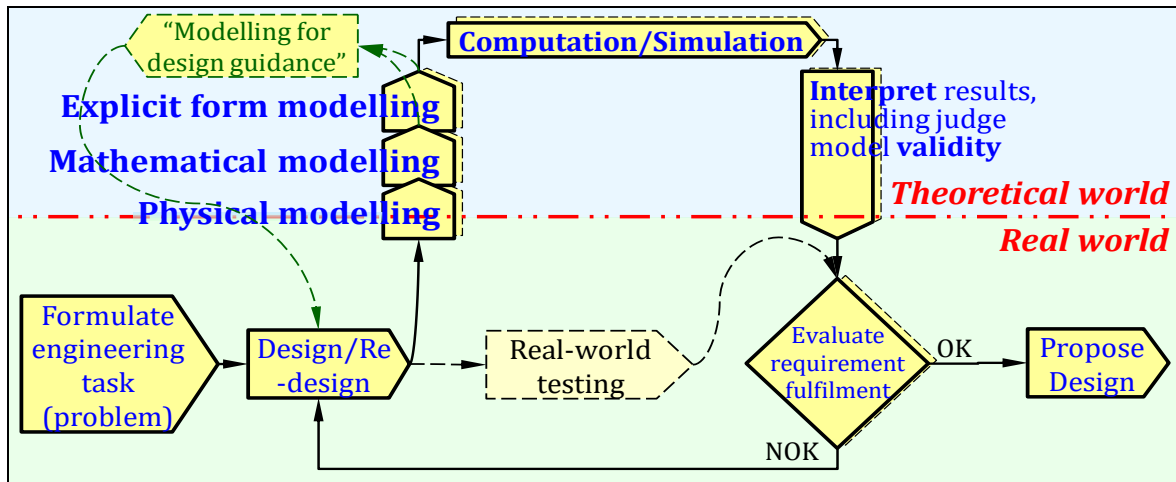 “Modelling for
design guidance”
Computation/Simulation
Explicit form modelling
Mathematical modelling
Physical modelling
Interpret results,
including judge
model validity
Theoretical world
Real world
Formulate
engineering
task
(problem)
Design/Re
-design
Real-world
testing
Evaluate
requirement
fulfilment
OK
NOK
Propose
Design